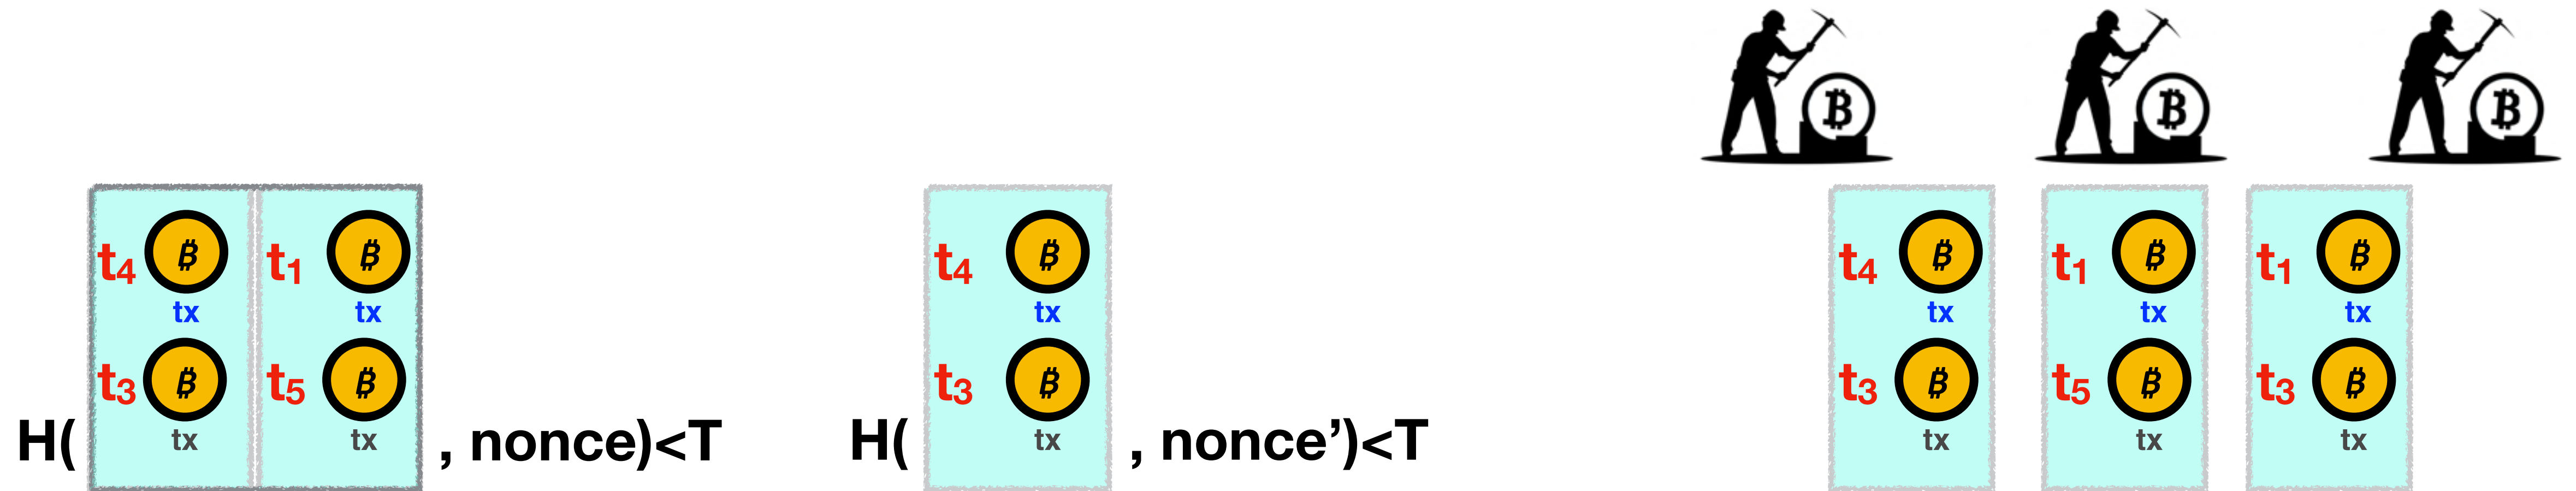 t4 ₿ t1 ₿
tx tx
t3 ₿ t5 ₿
tx tx
H( , nonce)<T
t4 ₿
tx
t3 ₿
tx
H( , nonce’)<T
₿ ₿ ₿
t4 ₿ t1 ₿ t1 ₿
tx tx tx
t3 ₿ t5 ₿ t3 ₿
tx tx tx